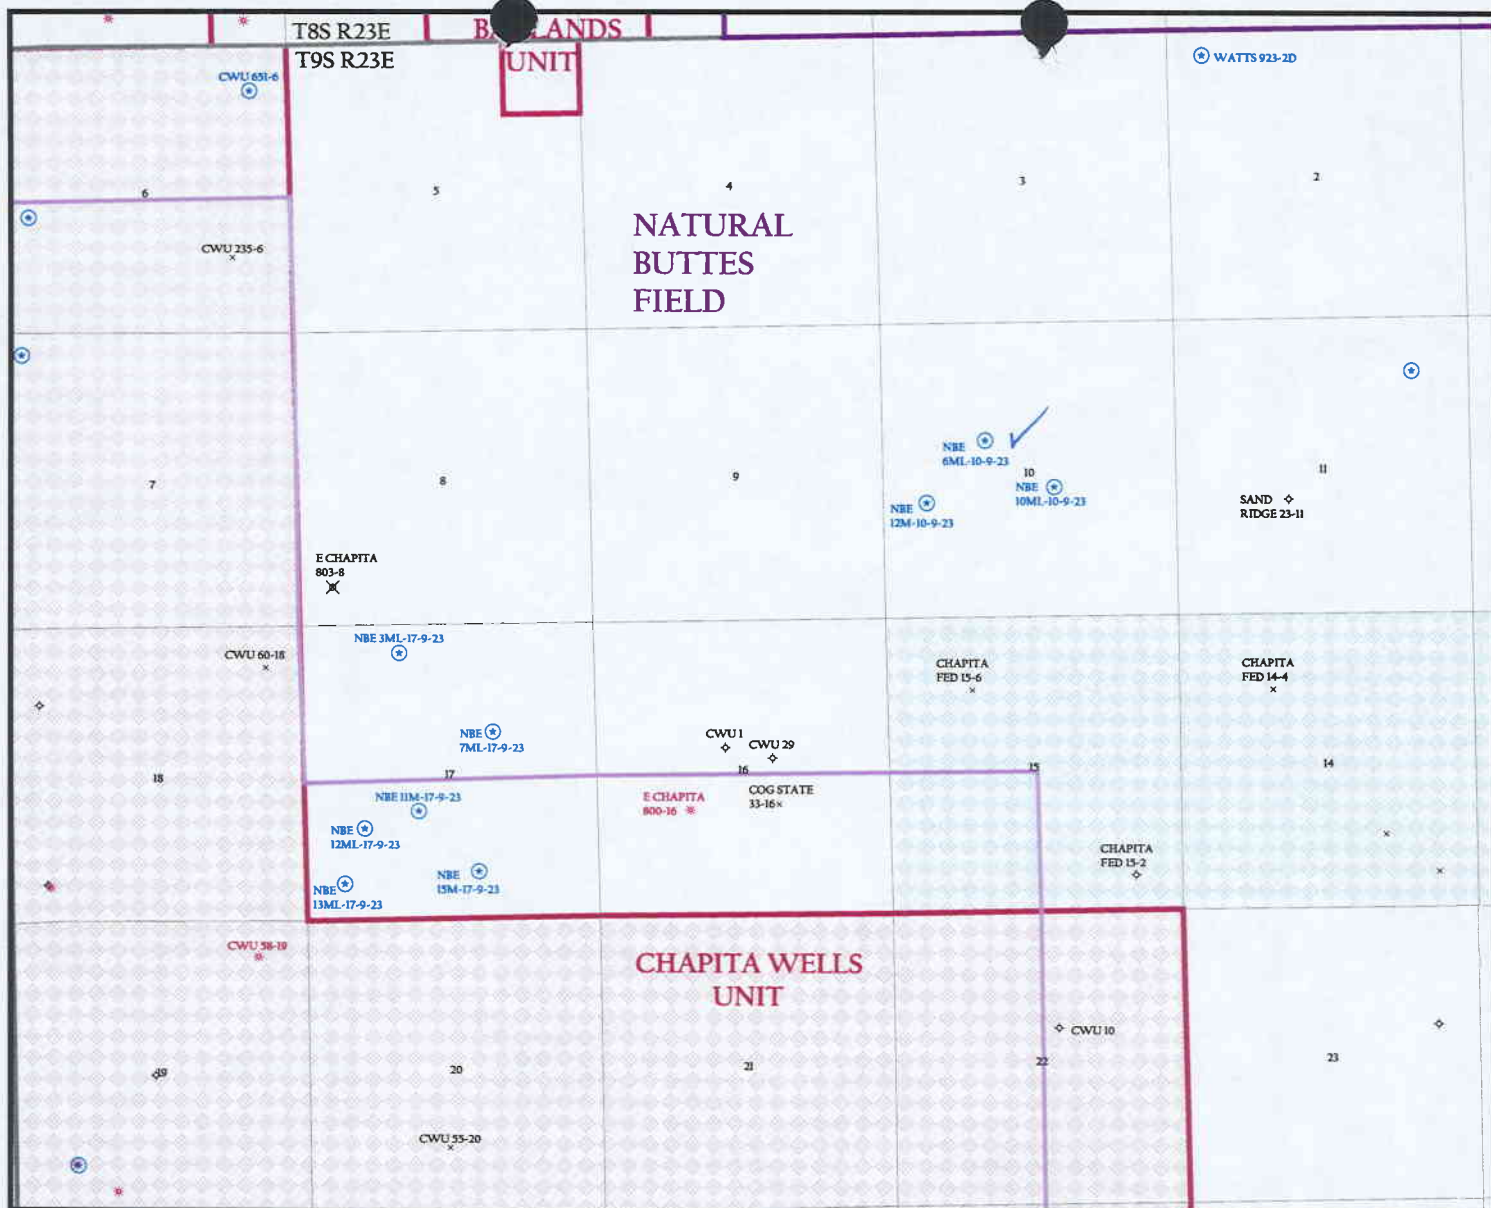 T8S R23E
T9S R23E
UNIT
CWU 651-6
WATTS 923-2D
6
5
4
3
2
NATURAL
BUTTES
FIELD
CWU 235-6
7
8
9
NBE
6ML-10-9-23
10
NBE
10ML-10-9-23
NBE
12M-10-9-23
11
SAND
RIDGE 23-11
E CHAPITA
803-8
NBE 3ML-17-9-23
CWU 60-18
CHAPITA
FED 15-6
CHAPITA
FED 14-4
NBE
7ML-17-9-23
CWU 1
CWU 29
18
17
16
15
14
NBE 11M-17-9-23
E CHAPITA
800-16
COG STATE
33-16
NBE
12ML-17-9-23
CHAPITA
FED 15-2
NBE
13ML-17-9-23
NBE
15M-17-9-23
CWU 58-19
CHAPITA WELLS
UNIT
CWU 10
19
20
21
22
23
CWU 55-20